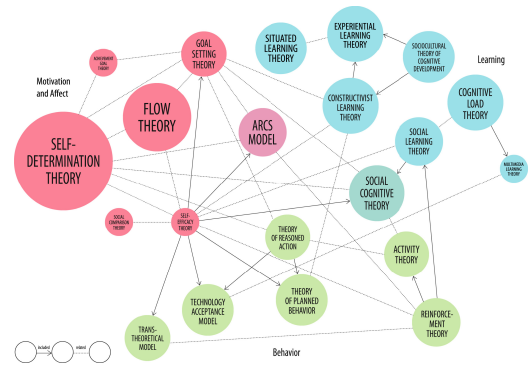 EXPERIENTIAL
LEARNING
THEORY
SITUATED
LEARNING
THEORY
GOAL
SETTING
THEORY
SOCIOCULTURAL
THEORY OF
COGNITIVE
DEVELOPMENT
Learning
ACHIEVEMENT
GOAL
THEORY
Motivation
and Affect
FLOW
THEORY
CONSTRUCTIVIST
LEARNING
THEORY
COGNITIVE
LOAD
THEORY
ARCS
MODEL
SOCIAL
LEARNING
THEORY
SELF-
DETERMINATION
THEORY
MULTIMEDIA
LEARNING
THEORY
SOCIAL
COGNITIVE
THEORY
SOCIAL
COMPARISON
THEORY
SELF-
EFFICACY
THEORY
THEORY
OF REASONED
ACTION
ACTIVITY
THEORY
THEORY
OF PLANNED
BEHAVIOR
TECHNOLOGY
ACCEPTANCE
MODEL
REINFORCE-
MENT
THEORY
TRANS-
THEORETICAL
MODEL
included
related
Behavior